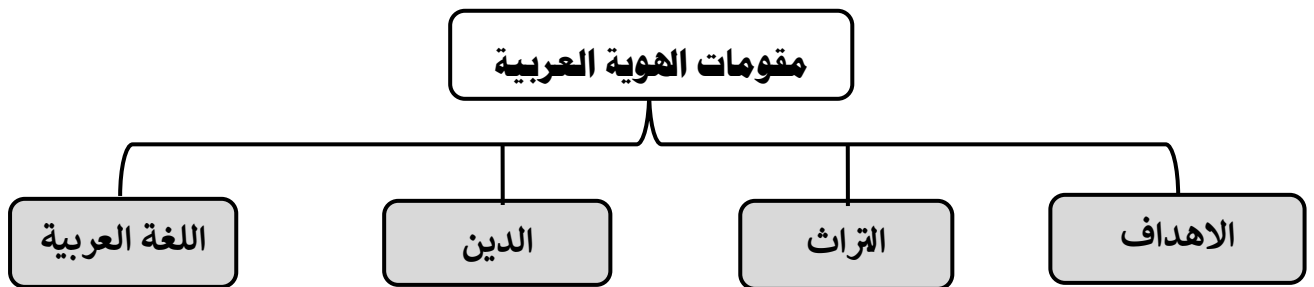 مقومات الهوية العربية
الاهداف
التراث
الدين
اللغة العربية